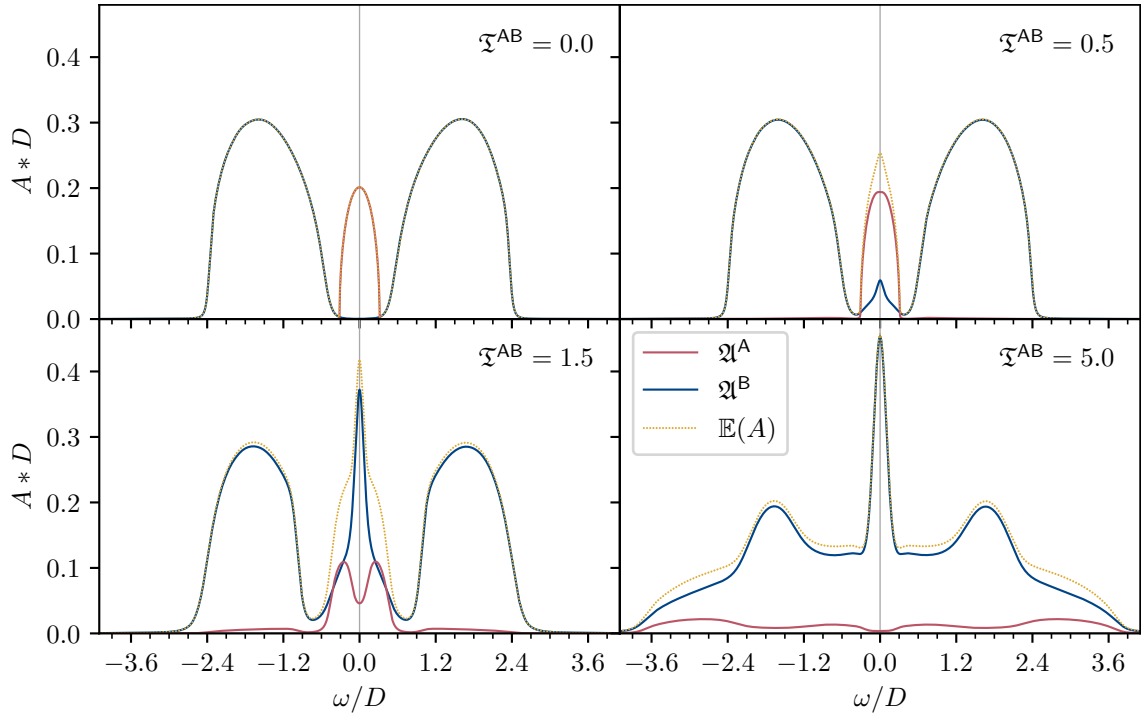 𝔗^AB = 0.0
𝔗^AB = 0.5
A ∗ D
0.4
0.3
0.2
0.1
0.0
𝔗^AB = 1.5
𝔗^AB = 5.0
𝔄^A
𝔄^B
𝔼(A)
A ∗ D
0.4
0.3
0.2
0.1
0.0
−3.6 −2.4 −1.2 0.0 1.2 2.4 3.6
−3.6 −2.4 −1.2 0.0 1.2 2.4 3.6
ω/D
ω/D